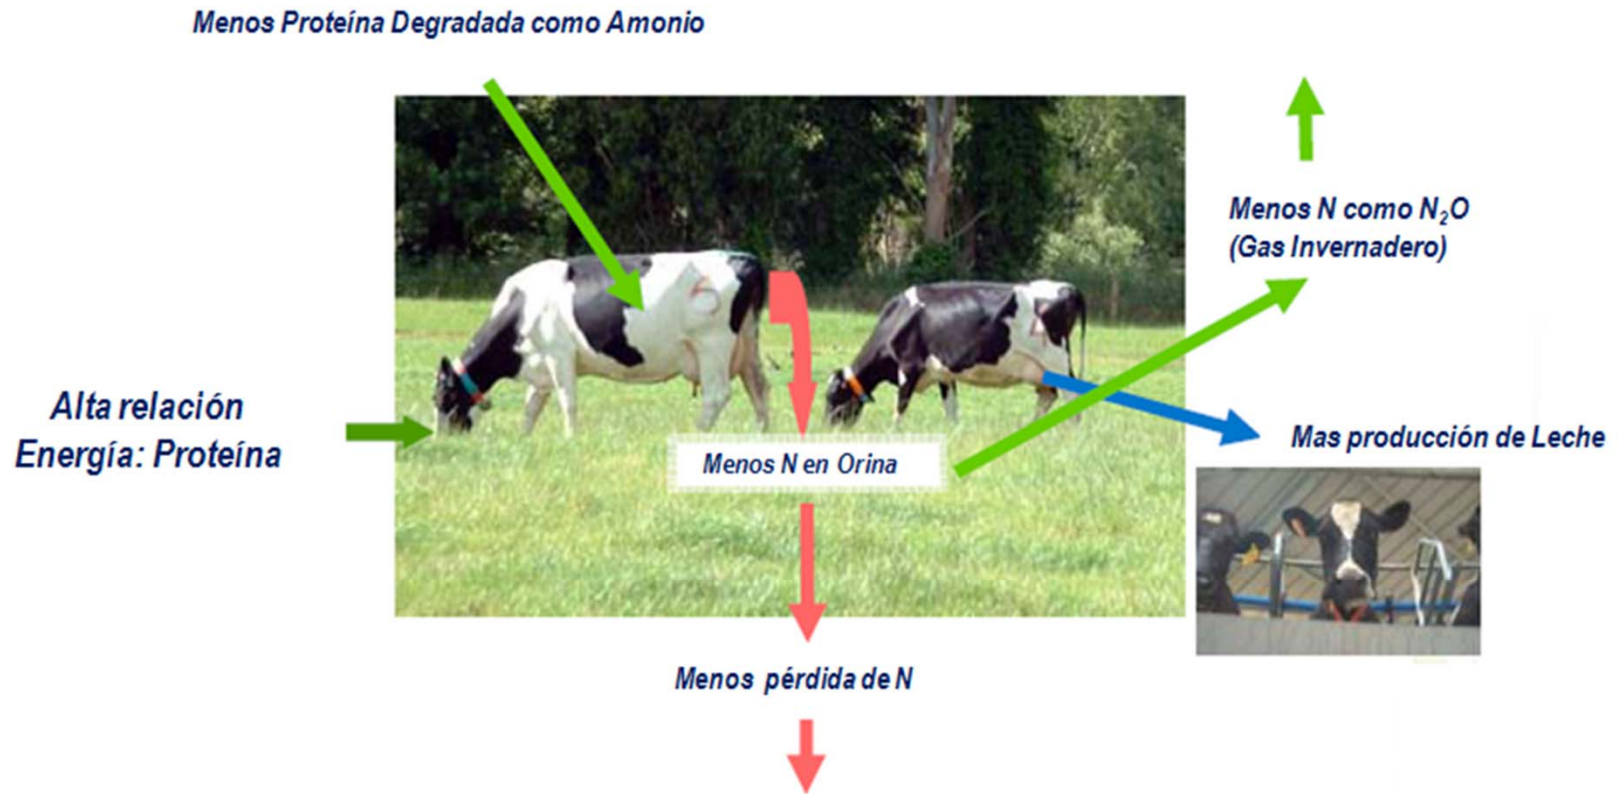 Menos Proteína Degradada como Amonio
Menos N como N₂O
(Gas Invernadero)
Alta relación
Energía: Proteína
Mas producción de Leche
Menos N en Orina
Menos pérdida de N